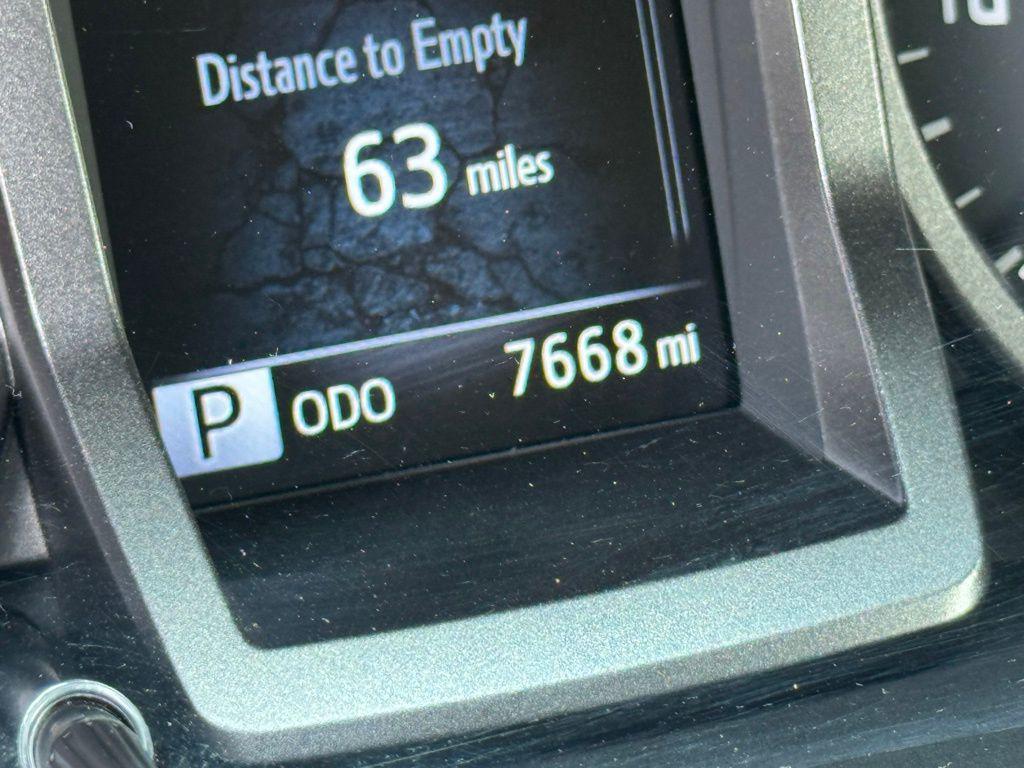 Distance to Empty
63 miles
P ODO 7668 mi